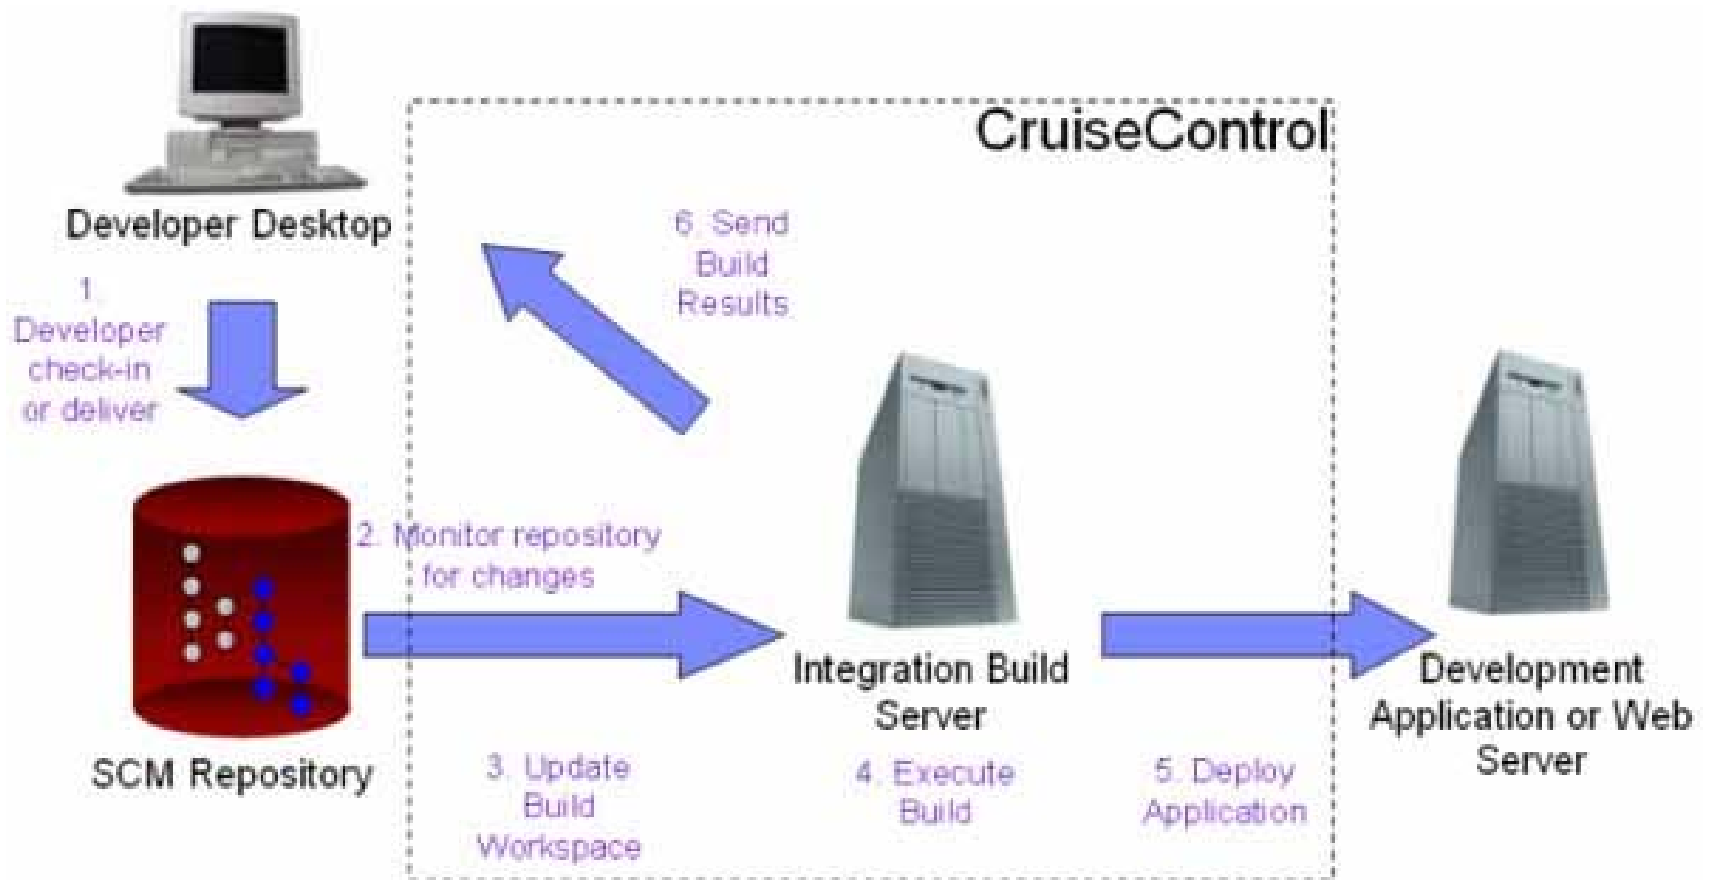 CruiseControl
Developer Desktop
6. Send
Build
Results
1.
Developer
check-in
or deliver
2. Monitor repository
for changes
Integration Build
Server
Development
Application or Web
Server
SCM Repository
3. Update
Build
Workspace
4. Execute
Build
5. Deploy
Application